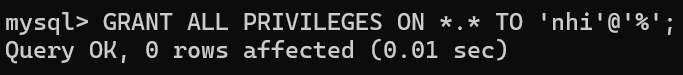 mysql> GRANT ALL PRIVILEGES ON *.* TO 'nhi'@'%';
Query OK, 0 rows affected (0.01 sec)